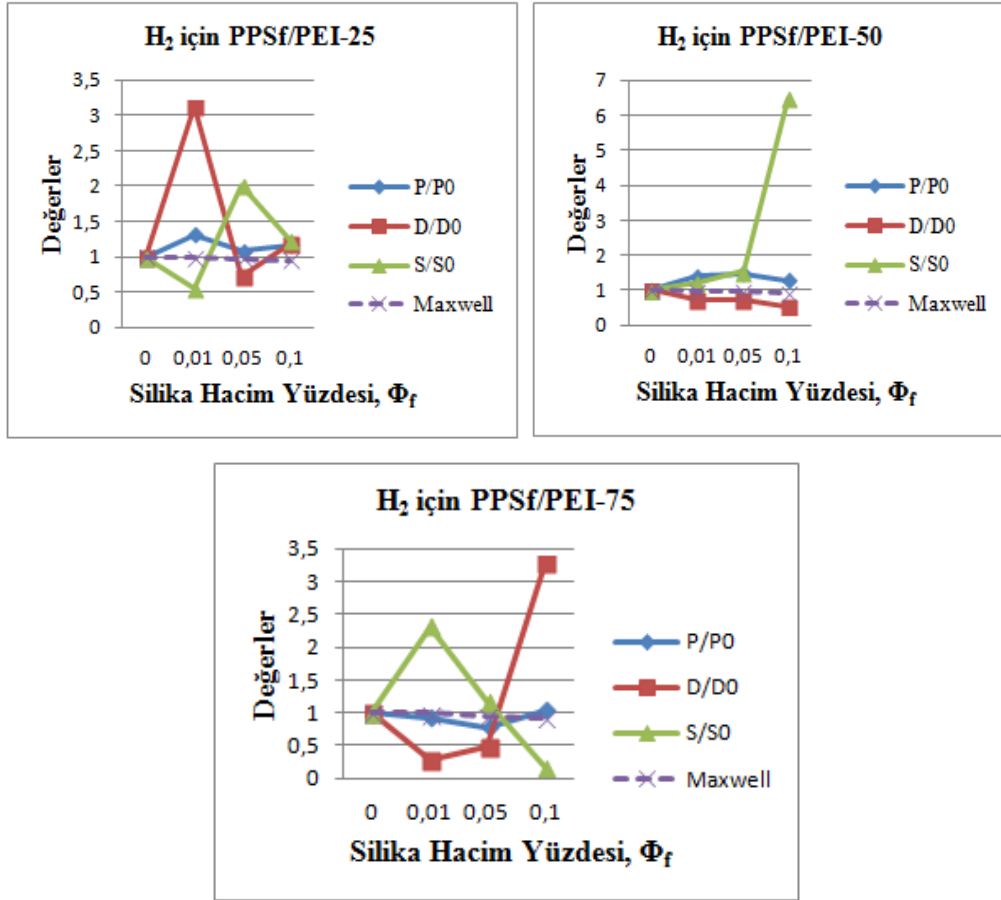 H₂ için PPSf/PEI-25
3,5
3
2,5
2
1,5
1
0,5
0
Değerler
0 0,01 0,05 0,1
Silika Hacim Yüzdesi, Φf
P/P0
D/D0
S/S0
Maxwell
H₂ için PPSf/PEI-50
7
6
5
4
3
2
1
0
Değerler
0 0,01 0,05 0,1
Silika Hacim Yüzdesi, Φf
P/P0
D/D0
S/S0
Maxwell
H₂ için PPSf/PEI-75
3,5
3
2,5
2
1,5
1
0,5
0
Değerler
0 0,01 0,05 0,1
Silika Hacim Yüzdesi, Φf
P/P0
D/D0
S/S0
Maxwell